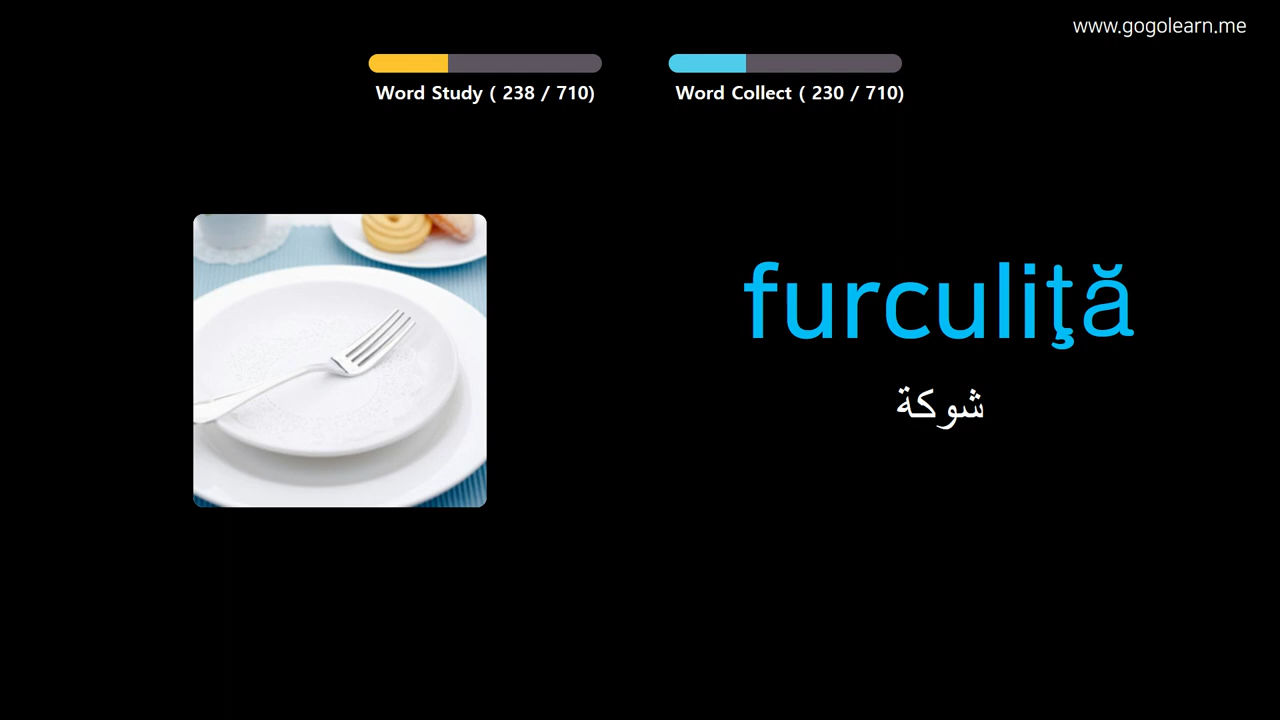 www.gogolearn.me
Word Study ( 238 / 710)
Word Collect ( 230 / 710)
furculiţă
شوكة